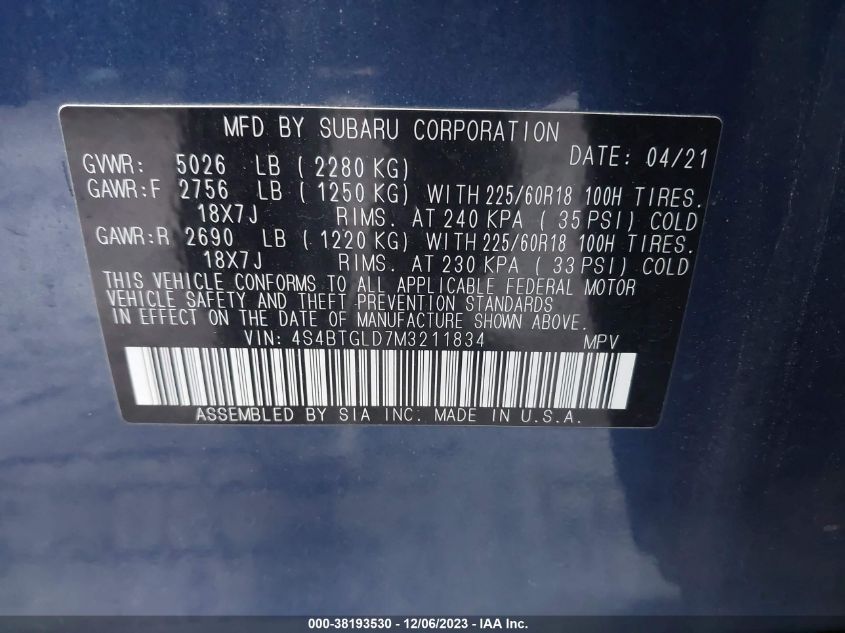 MFD BY SUBARU CORPORATION
GVWR: 5026 LB ( 2280 KG) DATE: 04/21
GAWR:F 2756 LB ( 1250 KG) WITH 225/60R18 100H TIRES.
18X7J RIMS. AT 240 KPA ( 35 PSI) COLD
GAWR:R 2690 LB ( 1220 KG) WITH 225/60R18 100H TIRES.
18X7J RIMS. AT 230 KPA ( 33 PSI) COLD
THIS VEHICLE CONFORMS TO ALL APPLICABLE FEDERAL MOTOR
VEHICLE SAFETY AND THEFT PREVENTION STANDARDS
IN EFFECT ON THE DATE OF MANUFACTURE SHOWN ABOVE.
VIN: 4S4BTGLD7M3211834 MPV
ASSEMBLED BY SIA INC. MADE IN U.S.A.
000-38193530 - 12/06/2023 - IAA Inc.